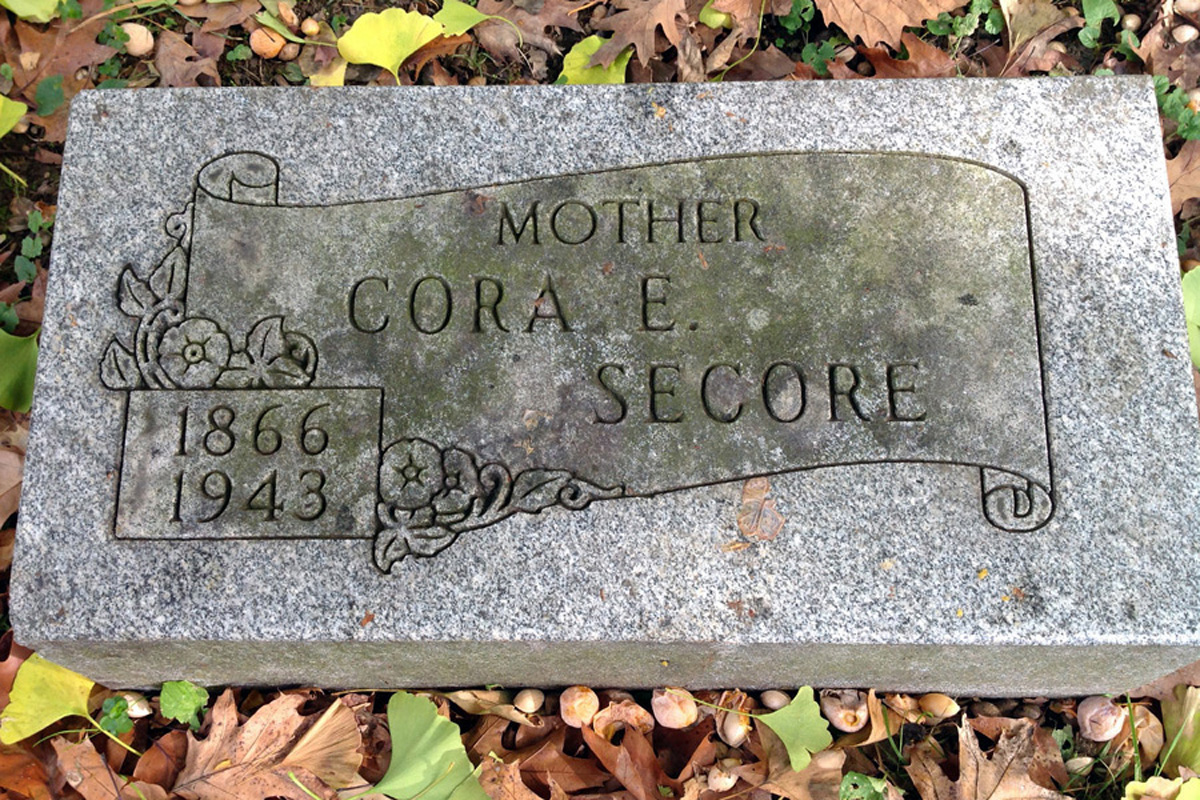 MOTHER
CORA E.
SECORE
1866
1943